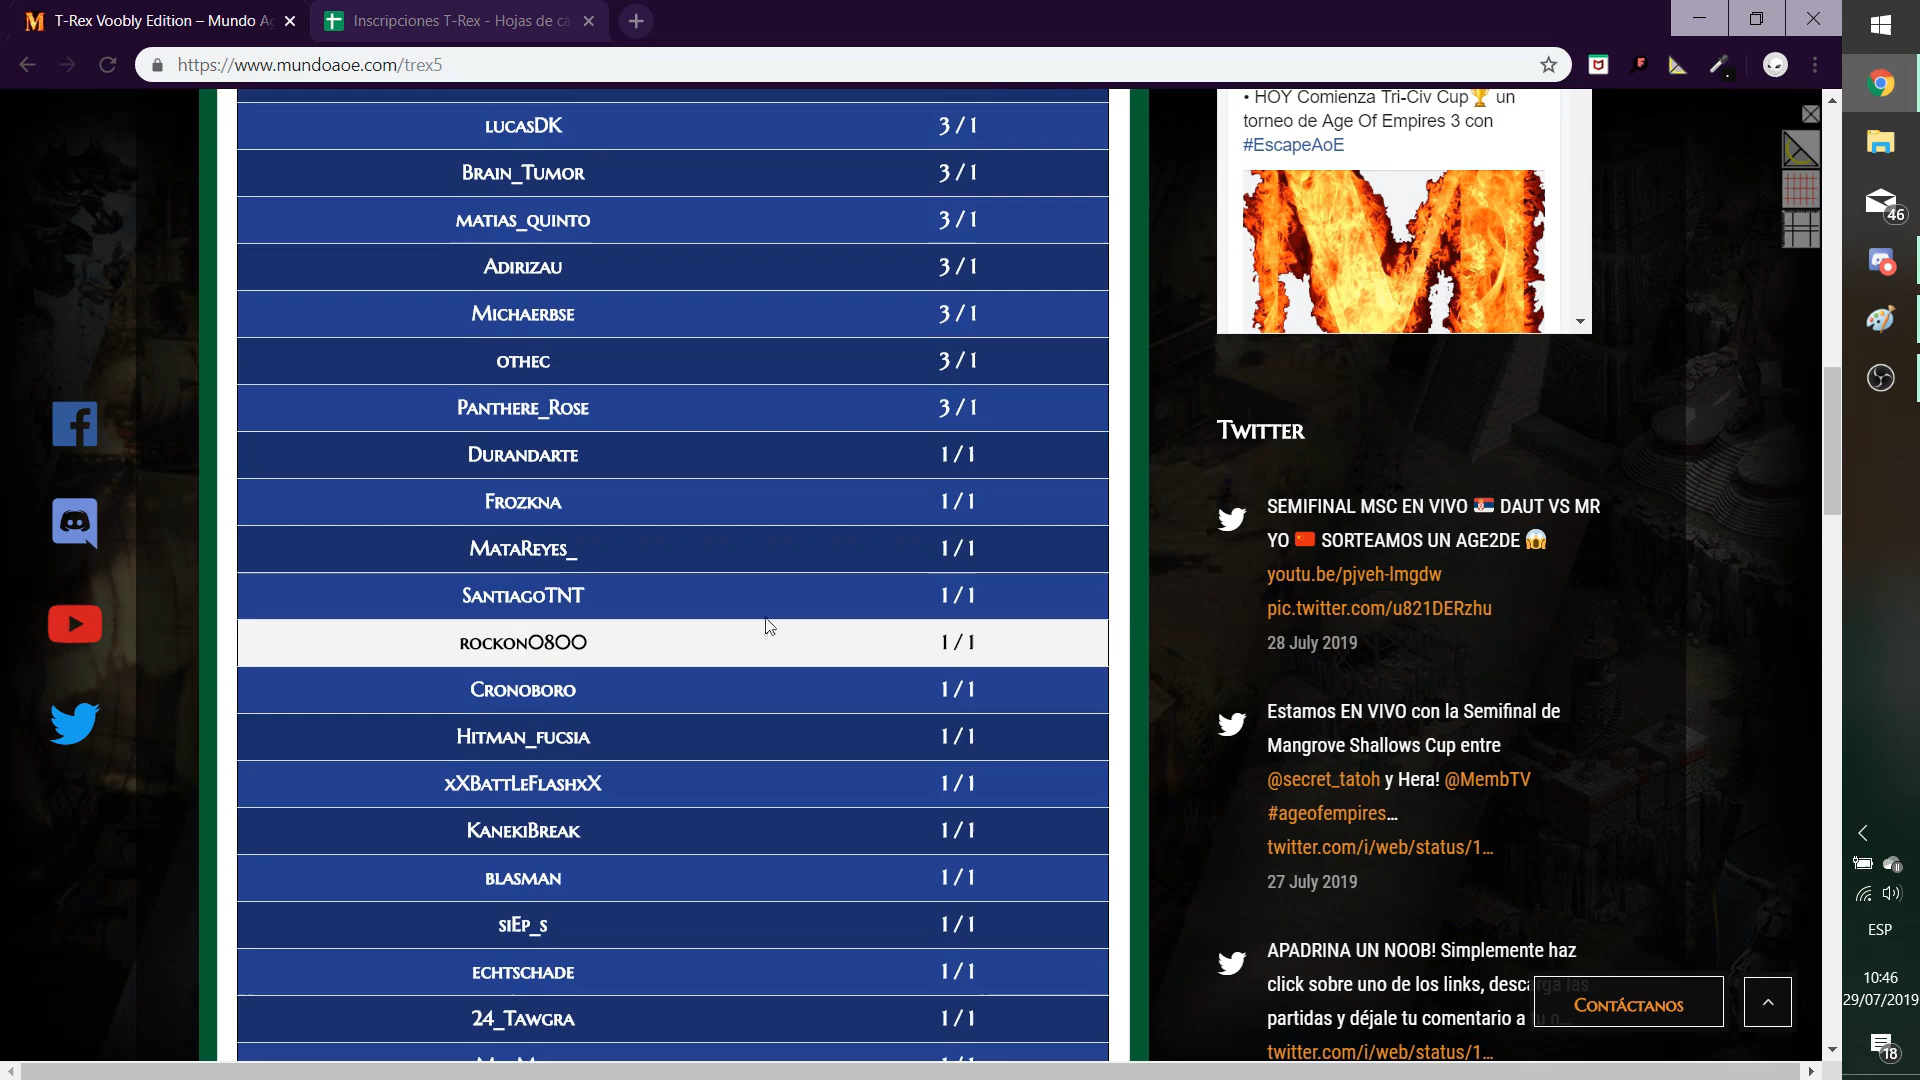 T-Rex Voobly Edition – Mundo A
Inscripciones T-Rex - Hojas de cá
https://www.mundoaoe.com/trex5
lucasDK 3 / 1
Brain_Tumor 3 / 1
matias_quinto 3 / 1
Adirizau 3 / 1
Michaerbse 3 / 1
othec 3 / 1
Panthere_Rose 3 / 1
Durandarte 1 / 1
Frozkna 1 / 1
MataReyes_ 1 / 1
SantiagoTNT 1 / 1
rockon0800 1 / 1
Cronoboro 1 / 1
Hitman_fucsia 1 / 1
xXBattLeFlashxX 1 / 1
KanekiBreak 1 / 1
blasman 1 / 1
siEp_s 1 / 1
echtschade 1 / 1
24_Tawgra 1 / 1
• HOY Comienza Tri-Civ Cup🏆 un
torneo de Age Of Empires 3 con
#EscapeAoE
Twitter
SEMIFINAL MSC EN VIVO 🇷🇸 DAUT VS MR
YO 🇨🇳 SORTEAMOS UN AGE2DE 😱
youtu.be/pjveh-lmgdw
pic.twitter.com/u821DERzhu
28 July 2019
Estamos EN VIVO con la Semifinal de
Mangrove Shallows Cup entre
@secret_tatoh y Hera! @MembTV
#ageofempires…
twitter.com/i/web/status/1…
27 July 2019
APADRINA UN NOOB! Simplemente haz
click sobre uno de los links, descarga las
partidas y déjale tu comentario a tu n…
twitter.com/i/web/status/1…
Contáctanos
46
ESP
10:46
29/07/2019
18